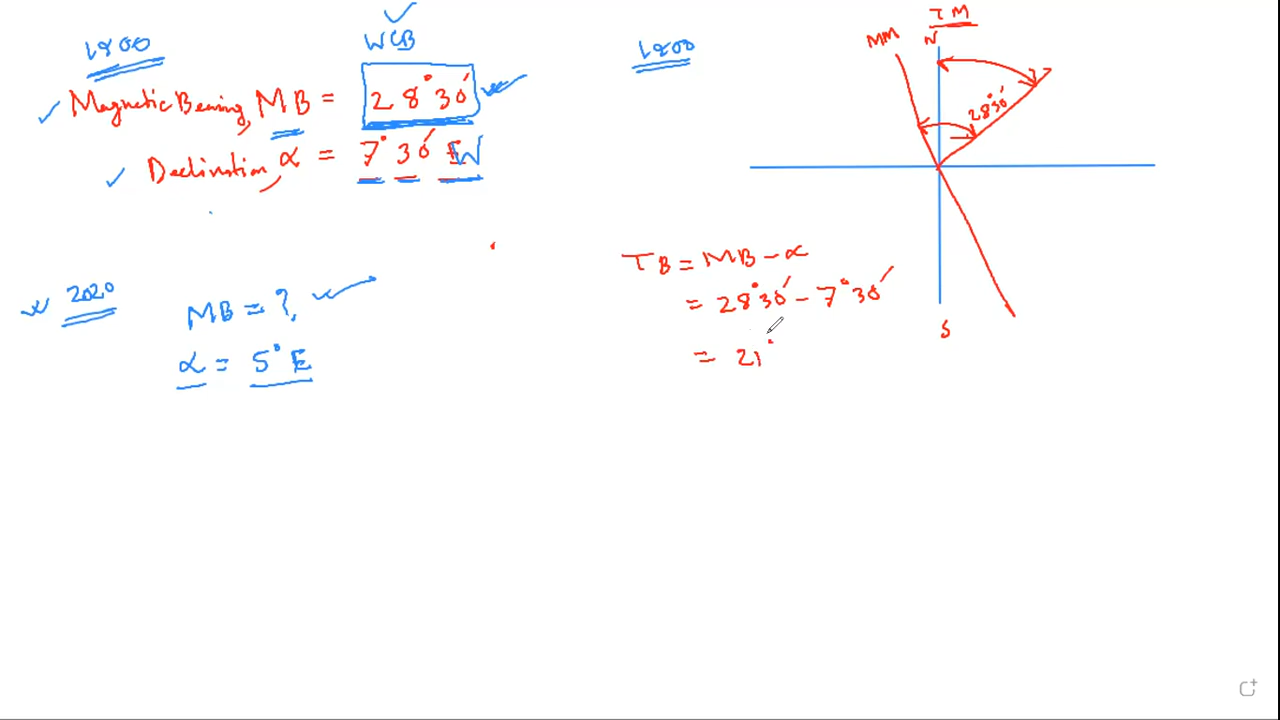 1800
WCB
Magnetic Bearing, MB = 28°30′
Declination, α = 7°30′ W
2020
MB = ?
α = 5° E
1800
TM
MM
N
28°30′
S
TB = MB - α
= 28°30′ - 7°30′
= 21°